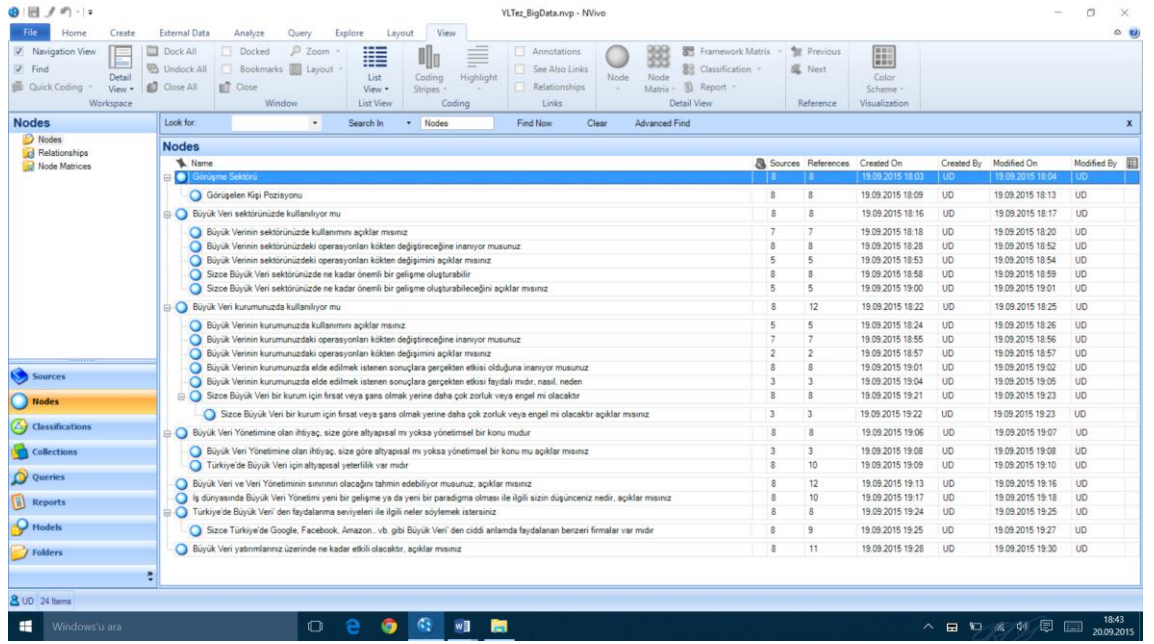 YLTez_BigData.nvp - NVivo
File Home Create External Data Analyze Query Explore Layout View
Navigation View Dock All Docked Zoom Annotations Framework Matrix Previous
Find Undock All Bookmarks Layout See Also Links Classification Next
Quick Coding Detail View Close All Close List View Coding Stripes Highlight Relationships Node Node Matrix Report Color Scheme
Workspace Window List View Coding Links Detail View Reference Visualization
Nodes Look for: Search In Nodes Find Now Clear Advanced Find x
Nodes
Relationships
Node Matrices
Nodes
Name Sources References Created On Created By Modified On Modified By
Görüşme Sektörü 8 8 19.09.2015 18:03 UD 19.09.2015 18:04 UD
Görüşelen Kişi Pozisyonu 8 8 19.09.2015 18:09 UD 19.09.2015 18:13 UD
Büyük Veri sektörünüzde kullanılıyor mu 8 8 19.09.2015 18:16 UD 19.09.2015 18:17 UD
Büyük Verinin sektörünüzde kullanımını açıklar mısınız 7 7 19.09.2015 18:18 UD 19.09.2015 18:20 UD
Büyük Verinin sektörünüzdeki operasyonları kökten değiştireceğine inanıyor musunuz 8 8 19.09.2015 18:28 UD 19.09.2015 18:52 UD
Büyük Verinin sektörünüzdeki operasyonları kökten değişimini açıklar mısınız 5 5 19.09.2015 18:53 UD 19.09.2015 18:54 UD
Sizce Büyük Veri sektörünüzde ne kadar önemli bir gelişme oluşturabilir 8 8 19.09.2015 18:58 UD 19.09.2015 18:59 UD
Sizce Büyük Veri sektörünüzde ne kadar önemli bir gelişme oluşturabileceğini açıklar mısınız 5 5 19.09.2015 19:00 UD 19.09.2015 19:01 UD
Büyük Veri kurumunuzda kullanılıyor mu 8 12 19.09.2015 18:22 UD 19.09.2015 18:25 UD
Büyük Verinin kurumunuzda kullanımını açıklar mısınız 5 5 19.09.2015 18:24 UD 19.09.2015 18:26 UD
Büyük Verinin kurumunuzdaki operasyonları kökten değiştireceğine inanıyor musunuz 7 7 19.09.2015 18:55 UD 19.09.2015 18:56 UD
Büyük Verinin kurumunuzdaki operasyonları kökten değişimini açıklar mısınız 2 2 19.09.2015 18:57 UD 19.09.2015 18:57 UD
Büyük Verinin kurumunuzda elde edilmek istenen sonuçlara gerçekten etkisi olduğuna inanıyor musunuz 8 8 19.09.2015 19:01 UD 19.09.2015 19:02 UD
Büyük Verinin kurumunuzda elde edilmek istenen sonuçlara gerçekten etkisi faydalı mıdır, nasıl, neden 3 3 19.09.2015 19:04 UD 19.09.2015 19:05 UD
Sizce Büyük Veri bir kurum için fırsat veya şans olmak yerine daha çok zorluk veya engel mi olacaktır 8 8 19.09.2015 19:21 UD 19.09.2015 19:23 UD
Sizce Büyük Veri bir kurum için fırsat veya şans olmak yerine daha çok zorluk veya engel mi olacaktır açıklar mısınız 3 3 19.09.2015 19:22 UD 19.09.2015 19:23 UD
Büyük Veri Yönetimine olan ihtiyaç, size göre altyapısal mı yoksa yönetimsel bir konu mudur 8 8 19.09.2015 19:06 UD 19.09.2015 19:07 UD
Büyük Veri Yönetimine olan ihtiyaç, size göre altyapısal mı yoksa yönetimsel bir konu mu açıklar mısınız 3 3 19.09.2015 19:08 UD 19.09.2015 19:08 UD
Türkiye'de Büyük Veri için altyapısal yeterlilik var mıdır 8 10 19.09.2015 19:09 UD 19.09.2015 19:10 UD
Büyük Veri ve Veri Yönetiminin sınırının olacağını tahmin edebiliyor musunuz, açıklar mısınız 8 12 19.09.2015 19:13 UD 19.09.2015 19:16 UD
İş dünyasında Büyük Veri Yönetimi yeni bir gelişme ya da yeni bir paradigma olması ile ilgili sizin düşünceniz nedir, açıklar mısınız 8 10 19.09.2015 19:17 UD 19.09.2015 19:18 UD
Türkiye'de Büyük Veri' den faydalanma seviyeleri ile ilgili neler söylemek istersiniz 8 8 19.09.2015 19:24 UD 19.09.2015 19:25 UD
Sizce Türkiye'de Google, Facebook, Amazon.. vb. gibi Büyük Veri' den ciddi anlamda faydalanan benzeri firmalar var mıdır 8 9 19.09.2015 19:25 UD 19.09.2015 19:27 UD
Büyük Veri yatırımlarınız üzerinde ne kadar etkili olacaktır, açıklar mısınız 8 11 19.09.2015 19:28 UD 19.09.2015 19:30 UD
Sources
Nodes
Classifications
Collections
Queries
Reports
Models
Folders
UD 24 Items
Windows'u ara
18:43
20.09.2015